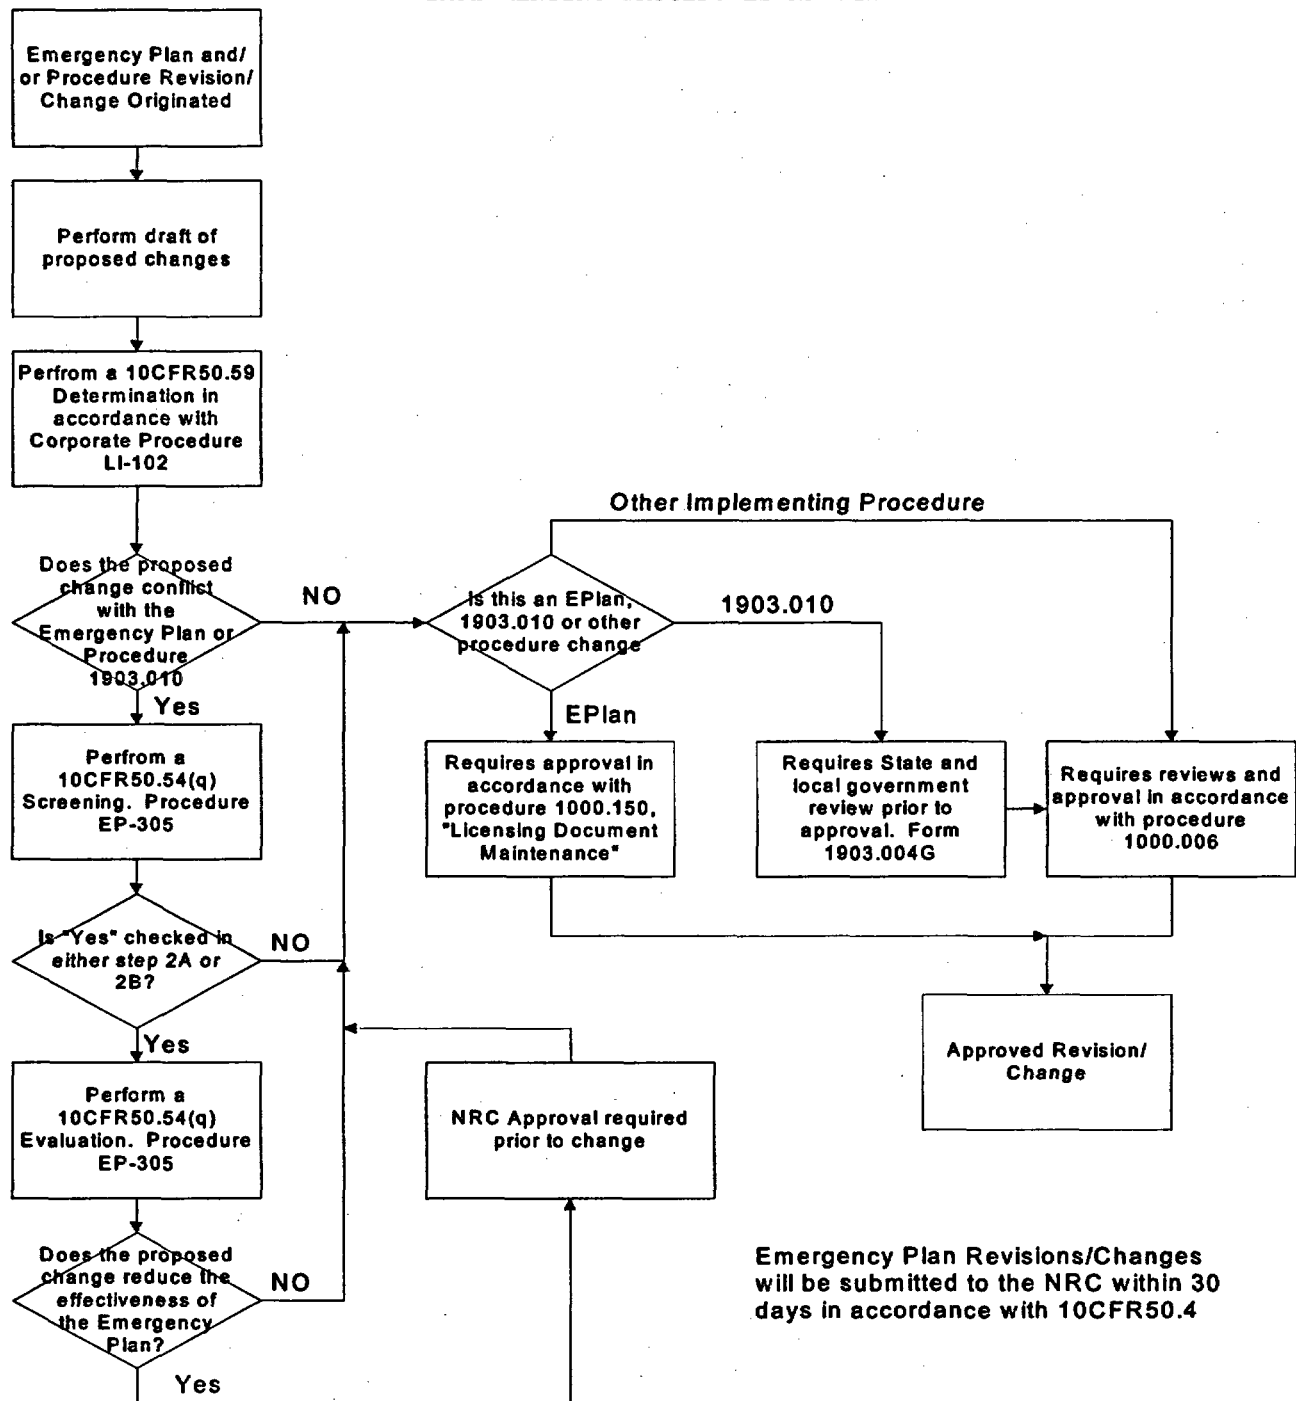 Emergency Plan and/
or Procedure Revision/
Change Originated
Perform draft of
proposed changes
Perfrom a 10CFR50.59
Determination in
accordance with
Corporate Procedure
LI-102
Does the proposed
change conflict
with the
Emergency Plan or
Procedure
1903.010
NO
Yes
Perfrom a
10CFR50.54(q)
Screening. Procedure
EP-305
Is "Yes" checked in
either step 2A or
2B?
NO
Yes
Perform a
10CFR50.54(q)
Evaluation. Procedure
EP-305
Does the proposed
change reduce the
effectiveness of
the Emergency
Plan?
NO
Yes
Other Implementing Procedure
Is this an EPlan,
1903.010 or other
procedure change
1903.010
EPlan
Requires approval in
accordance with
procedure 1000.150,
"Licensing Document
Maintenance"
Requires State and
local government
review prior to
approval. Form
1903.004G
Requires reviews and
approval in accordance
with procedure
1000.006
NRC Approval required
prior to change
Approved Revision/
Change
Emergency Plan Revisions/Changes
will be submitted to the NRC within 30
days in accordance with 10CFR50.4